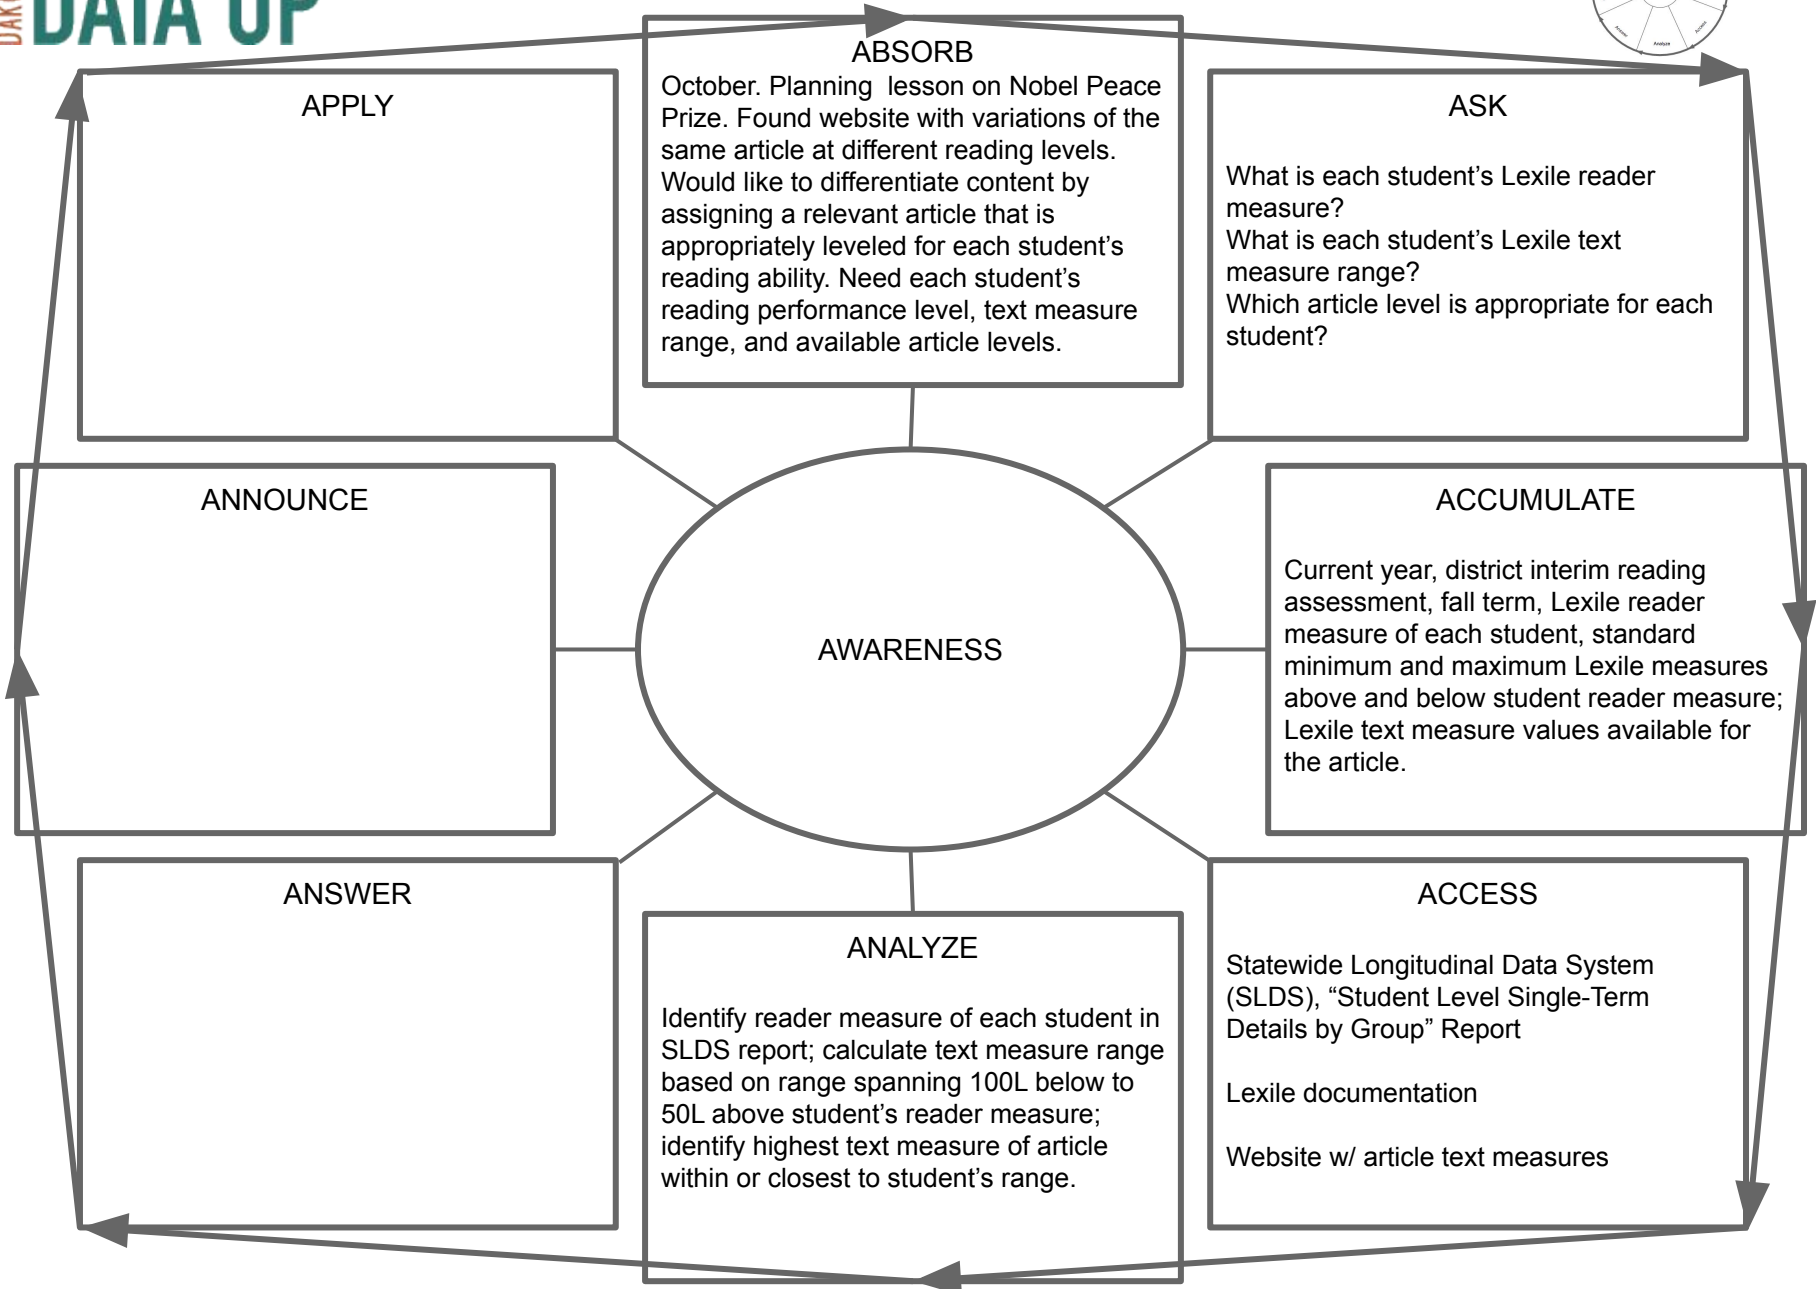 DATA UP
ABSORB
October. Planning lesson on Nobel Peace
Prize. Found website with variations of the
same article at different reading levels.
Would like to differentiate content by
assigning a relevant article that is
appropriately leveled for each student’s
reading ability. Need each student’s
reading performance level, text measure
range, and available article levels.
ASK
What is each student’s Lexile reader
measure?
What is each student’s Lexile text
measure range?
Which article level is appropriate for each
student?
ACCUMULATE
Current year, district interim reading
assessment, fall term, Lexile reader
measure of each student, standard
minimum and maximum Lexile measures
above and below student reader measure;
Lexile text measure values available for
the article.
ACCESS
Statewide Longitudinal Data System
(SLDS), “Student Level Single-Term
Details by Group” Report
Lexile documentation
Website w/ article text measures
ANALYZE
Identify reader measure of each student in
SLDS report; calculate text measure range
based on range spanning 100L below to
50L above student’s reader measure;
identify highest text measure of article
within or closest to student’s range.
ANSWER
ANNOUNCE
APPLY
AWARENESS
Answer
Analyze
Access